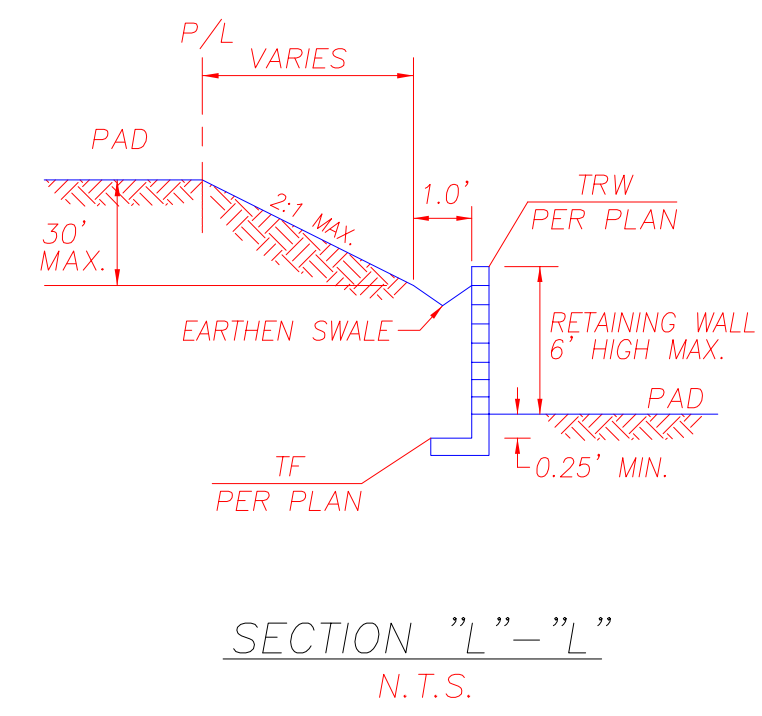 P/L
VARIES
PAD
2:1 MAX.
1.0'
TRW
PER PLAN
30'
MAX.
EARTHEN SWALE
RETAINING WALL
6' HIGH MAX.
PAD
TF
PER PLAN
0.25' MIN.
SECTION "L"-"L"
N.T.S.